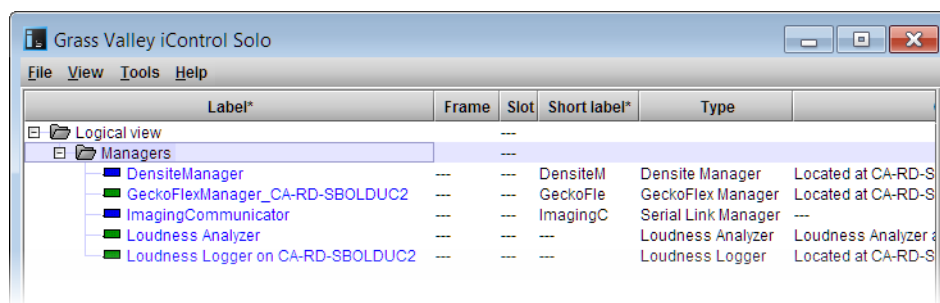 Grass Valley iControl Solo
File View Tools Help
Label* Frame Slot Short label* Type
Logical view ---
Managers ---
DensiteManager --- --- DensiteM Densite Manager Located at CA-RD-S
GeckoFlexManager_CA-RD-SBOLDUC2 --- --- GeckoFle GeckoFlex Manager Located at CA-RD-S
ImagingCommunicator --- --- ImagingC Serial Link Manager ---
Loudness Analyzer --- --- --- Loudness Analyzer Loudness Analyzer
Loudness Logger on CA-RD-SBOLDUC2 --- --- --- Loudness Logger Located at CA-RD-S